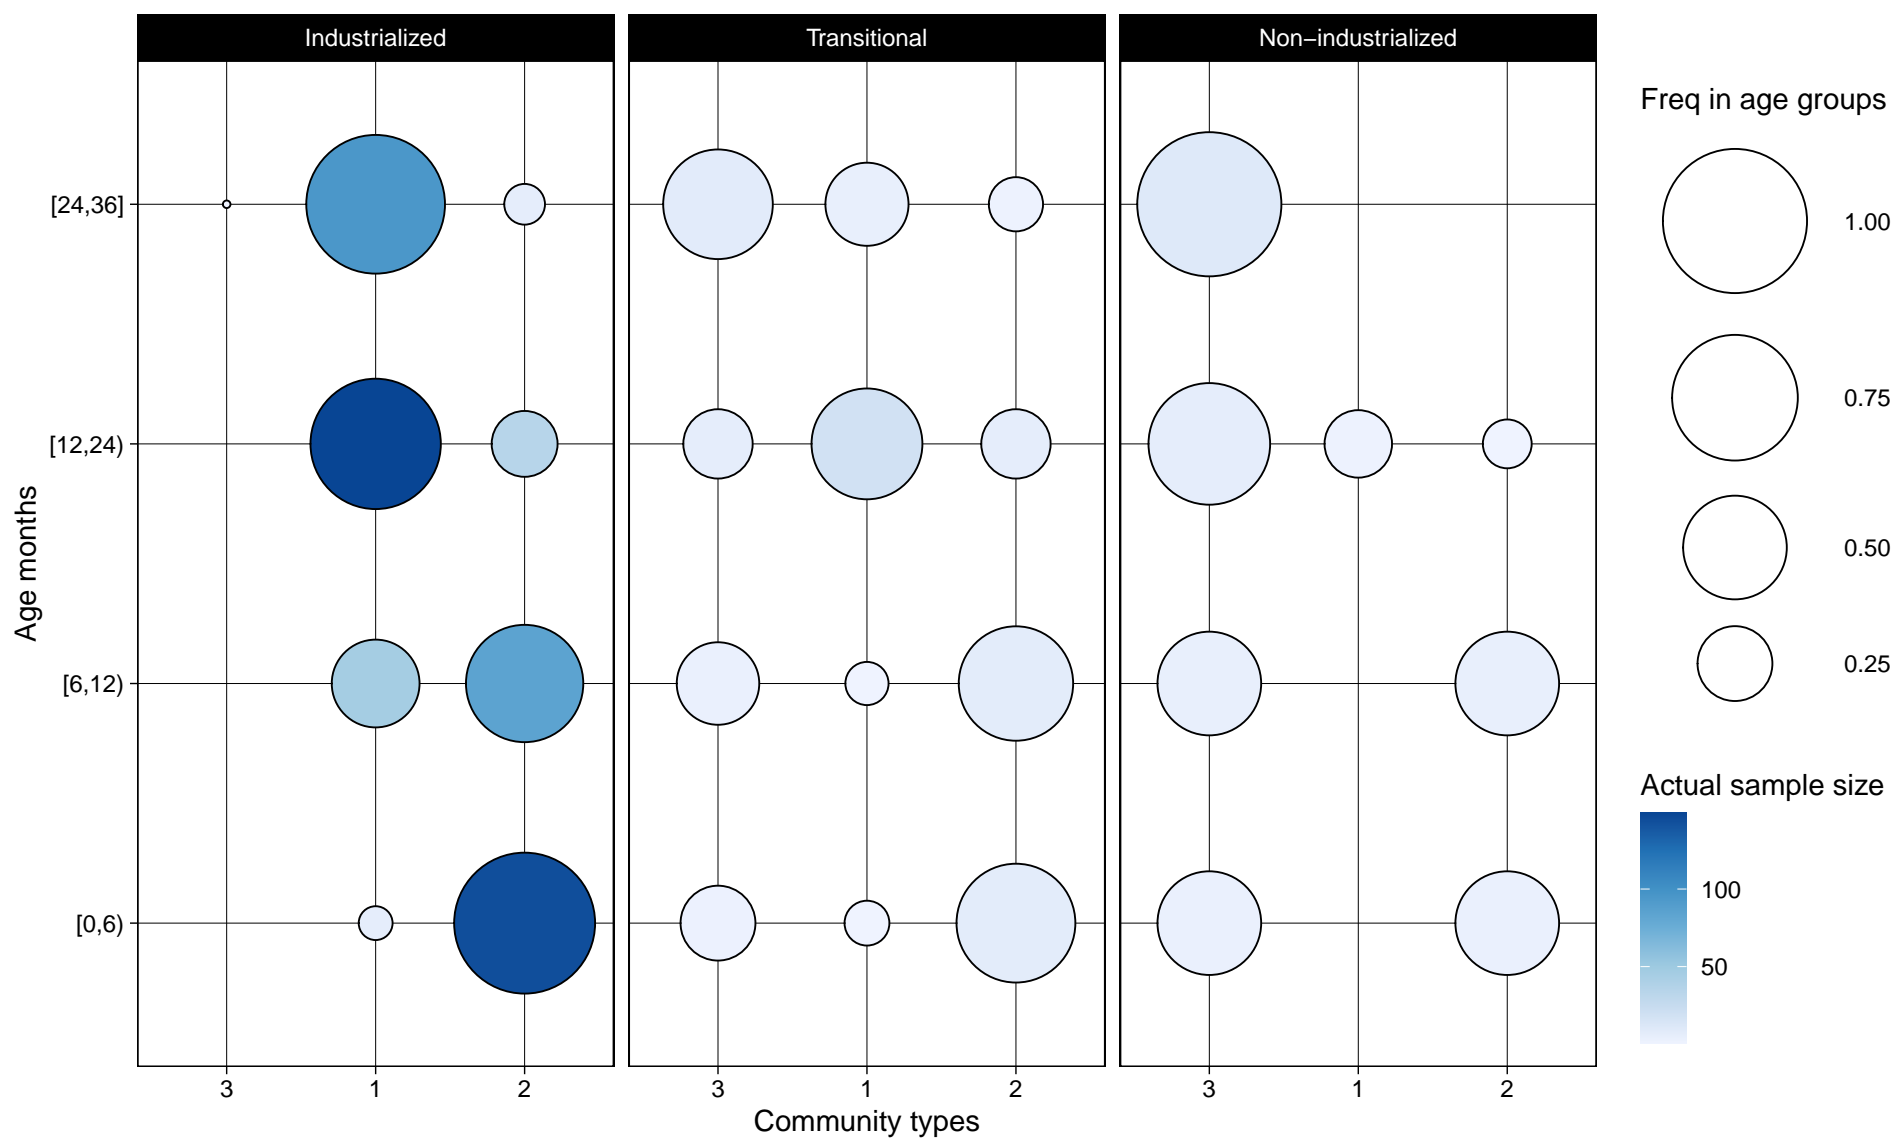 Industrialized
Transitional
Non−industrialized
Freq in age groups
1.00
0.75
0.50
0.25
Actual sample size
100
50
Age months
[24,36]
[12,24)
[6,12)
[0,6)
3 1 2
3 1 2
3 1 2
Community types